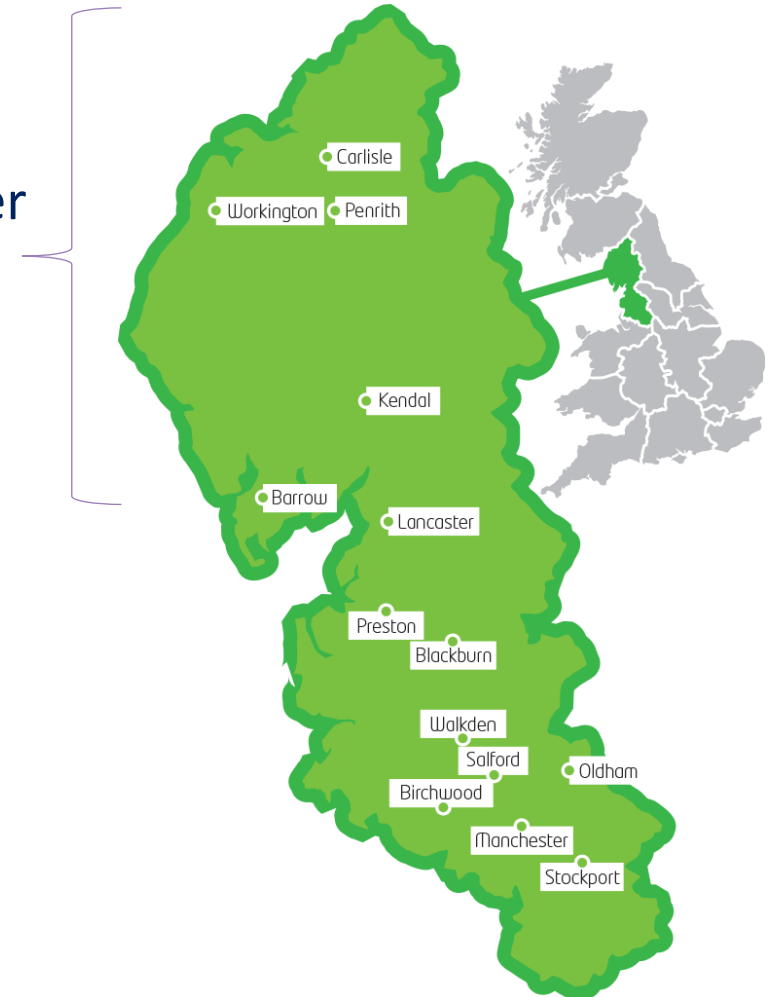 er
Carlisle
Workington
Penrith
Kendal
Barrow
Lancaster
Preston
Blackburn
Walkden
Salford
Oldham
Birchwood
Manchester
Stockport